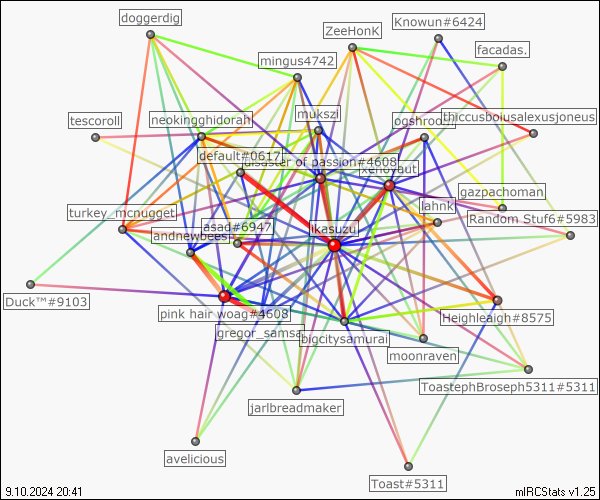 doggerdig
ZeeHonK
Knowun#6424
facadas.
mingus4742
tescoroll
neokingghidorah
mukszi
thiccusboiusalexusjoneus
default#0617
of passion#4608
xenoyaut
gazpachoman
turkey_mcnugget
asad#6947
lahnk
Random Stuf6#5983
andnewbees
ikasuzu
Duck™#9103
pink hair woag#4608
Heighleaigh#8575
gregor_samsa
bigcitysamurai
moonraven
ToastephBroseph5311#5311
jarlbreadmaker
avelicious
Toast#5311
9.10.2024 20:41
mIRCStats v1.25